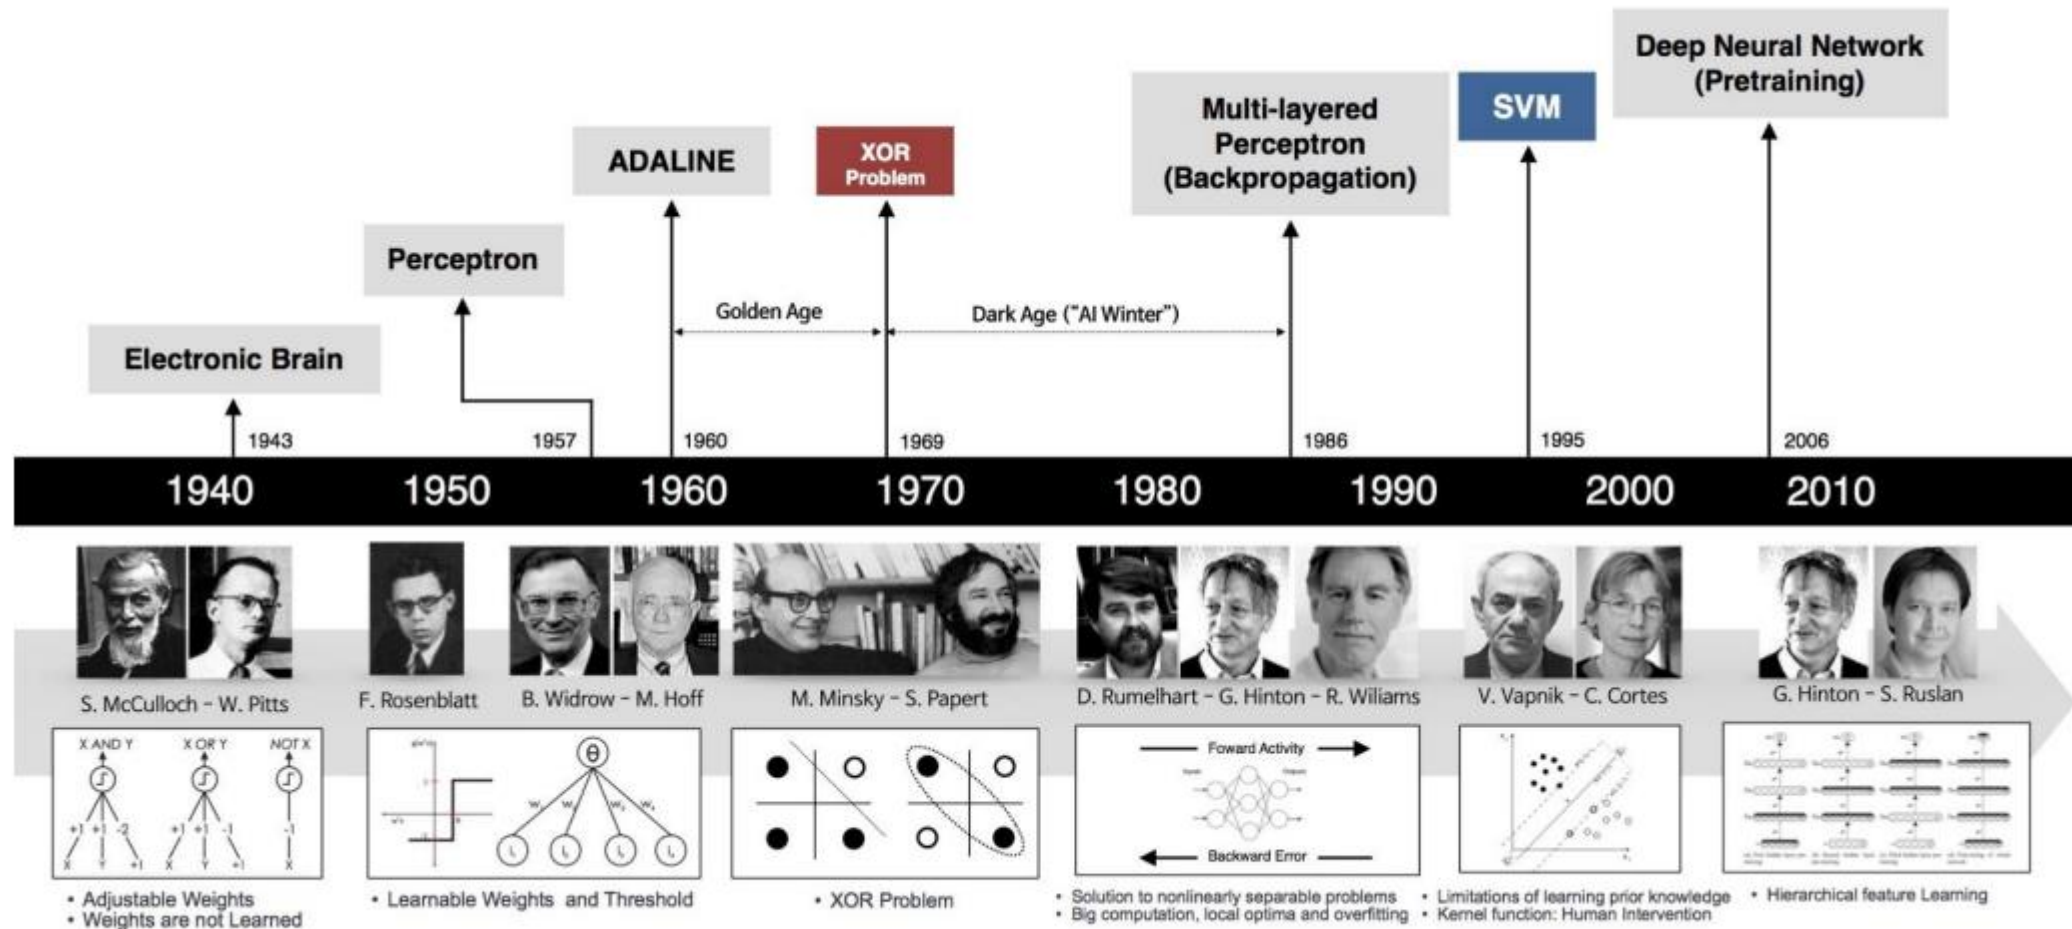 Deep Neural Network
(Pretraining)
Multi-layered
Perceptron
(Backpropagation)
SVM
ADALINE
XOR
Problem
Perceptron
Golden Age
Dark Age ("AI Winter")
Electronic Brain
1943
1957
1960
1969
1986
1995
2006
1940
1950
1960
1970
1980
1990
2000
2010
S. McCulloch – W. Pitts
F. Rosenblatt
B. Widrow – M. Hoff
M. Minsky – S. Papert
D. Rumelhart – G. Hinton – R. Wiliams
V. Vapnik – C. Cortes
G. Hinton – S. Ruslan
X AND Y
X OR Y
NOT X
+1 +1 -2
+1 +1 -1
-1
X Y +1
X Y +1
X
θ
Foward Activity
Backward Error
• Adjustable Weights
• Weights are not Learned
• Learnable Weights and Threshold
• XOR Problem
• Solution to nonlinearly separable problems
• Big computation, local optima and overfitting
• Limitations of learning prior knowledge
• Kernel function: Human Intervention
• Hierarchical feature Learning